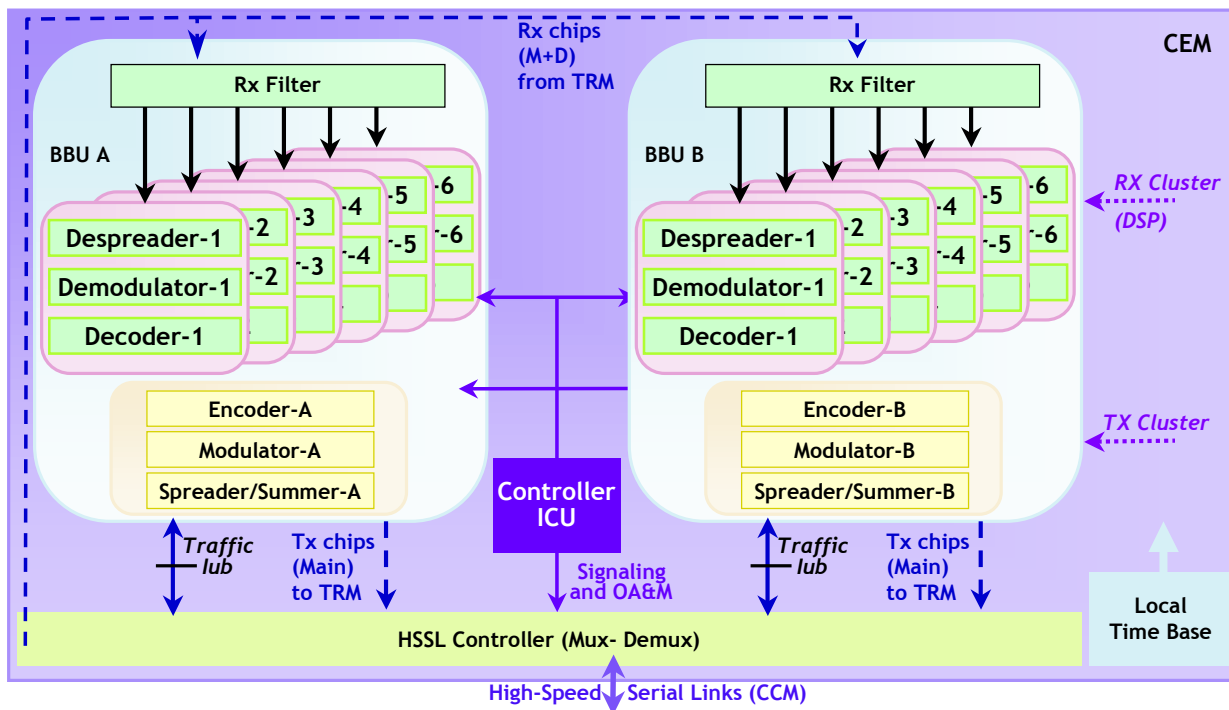 CEM
Rx chips
(M+D)
from TRM
Rx Filter
BBU A
-6
-5
-4
-3
-2
Despreader-1
-6
r-5
r-4
r-3
r-2
Demodulator-1
Decoder-1
Encoder-A
Modulator-A
Spreader/Summer-A
Rx Filter
BBU B
-6
-5
-4
-3
-2
Despreader-1
-6
r-5
r-4
r-3
r-2
Demodulator-1
Decoder-1
Encoder-B
Modulator-B
Spreader/Summer-B
RX Cluster
(DSP)
TX Cluster
Controller
ICU
Traffic
Iub
Tx chips
(Main)
to TRM
Signaling
and OA&M
Traffic
Iub
Tx chips
(Main)
to TRM
Local
Time Base
HSSL Controller (Mux- Demux)
High-Speed Serial Links (CCM)